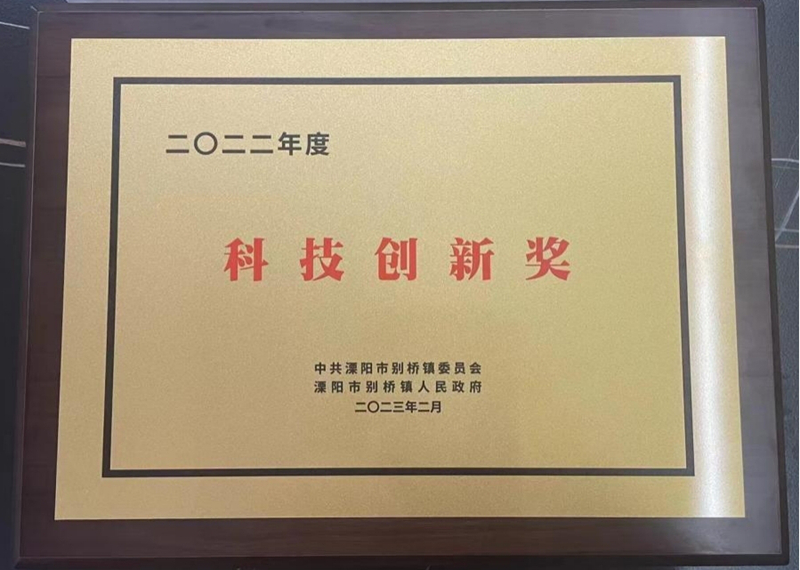 二〇二二年度
科技创新奖
中共溧阳市别桥镇委员会
溧阳市别桥镇人民政府
二〇二三年二月